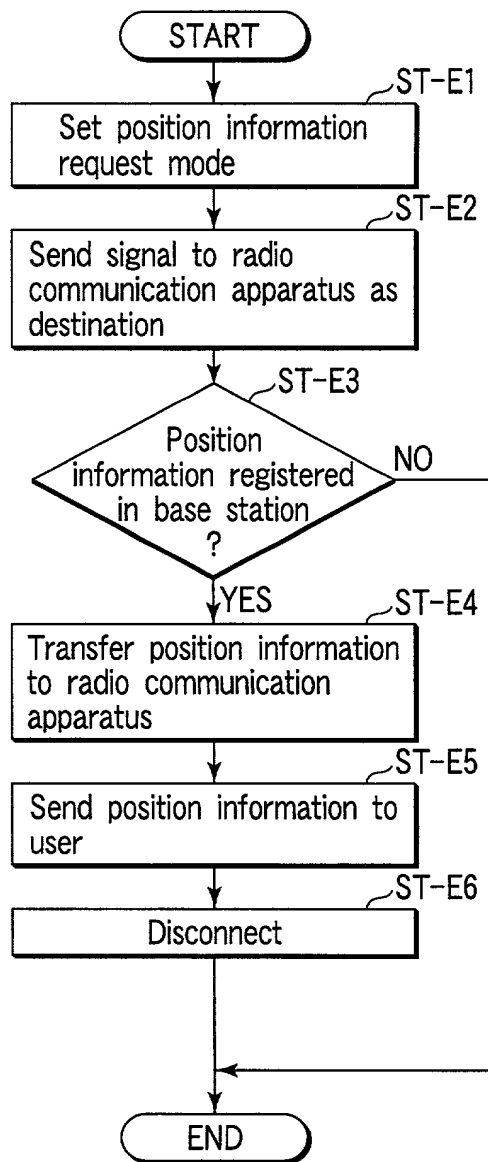 START
ST-E1
Set position information
request mode
ST-E2
Send signal to radio
communication apparatus as
destination
ST-E3
Position
information registered
in base station
?
NO
YES
ST-E4
Transfer position information
to radio communication
apparatus
ST-E5
Send position information to
user
ST-E6
Disconnect
END